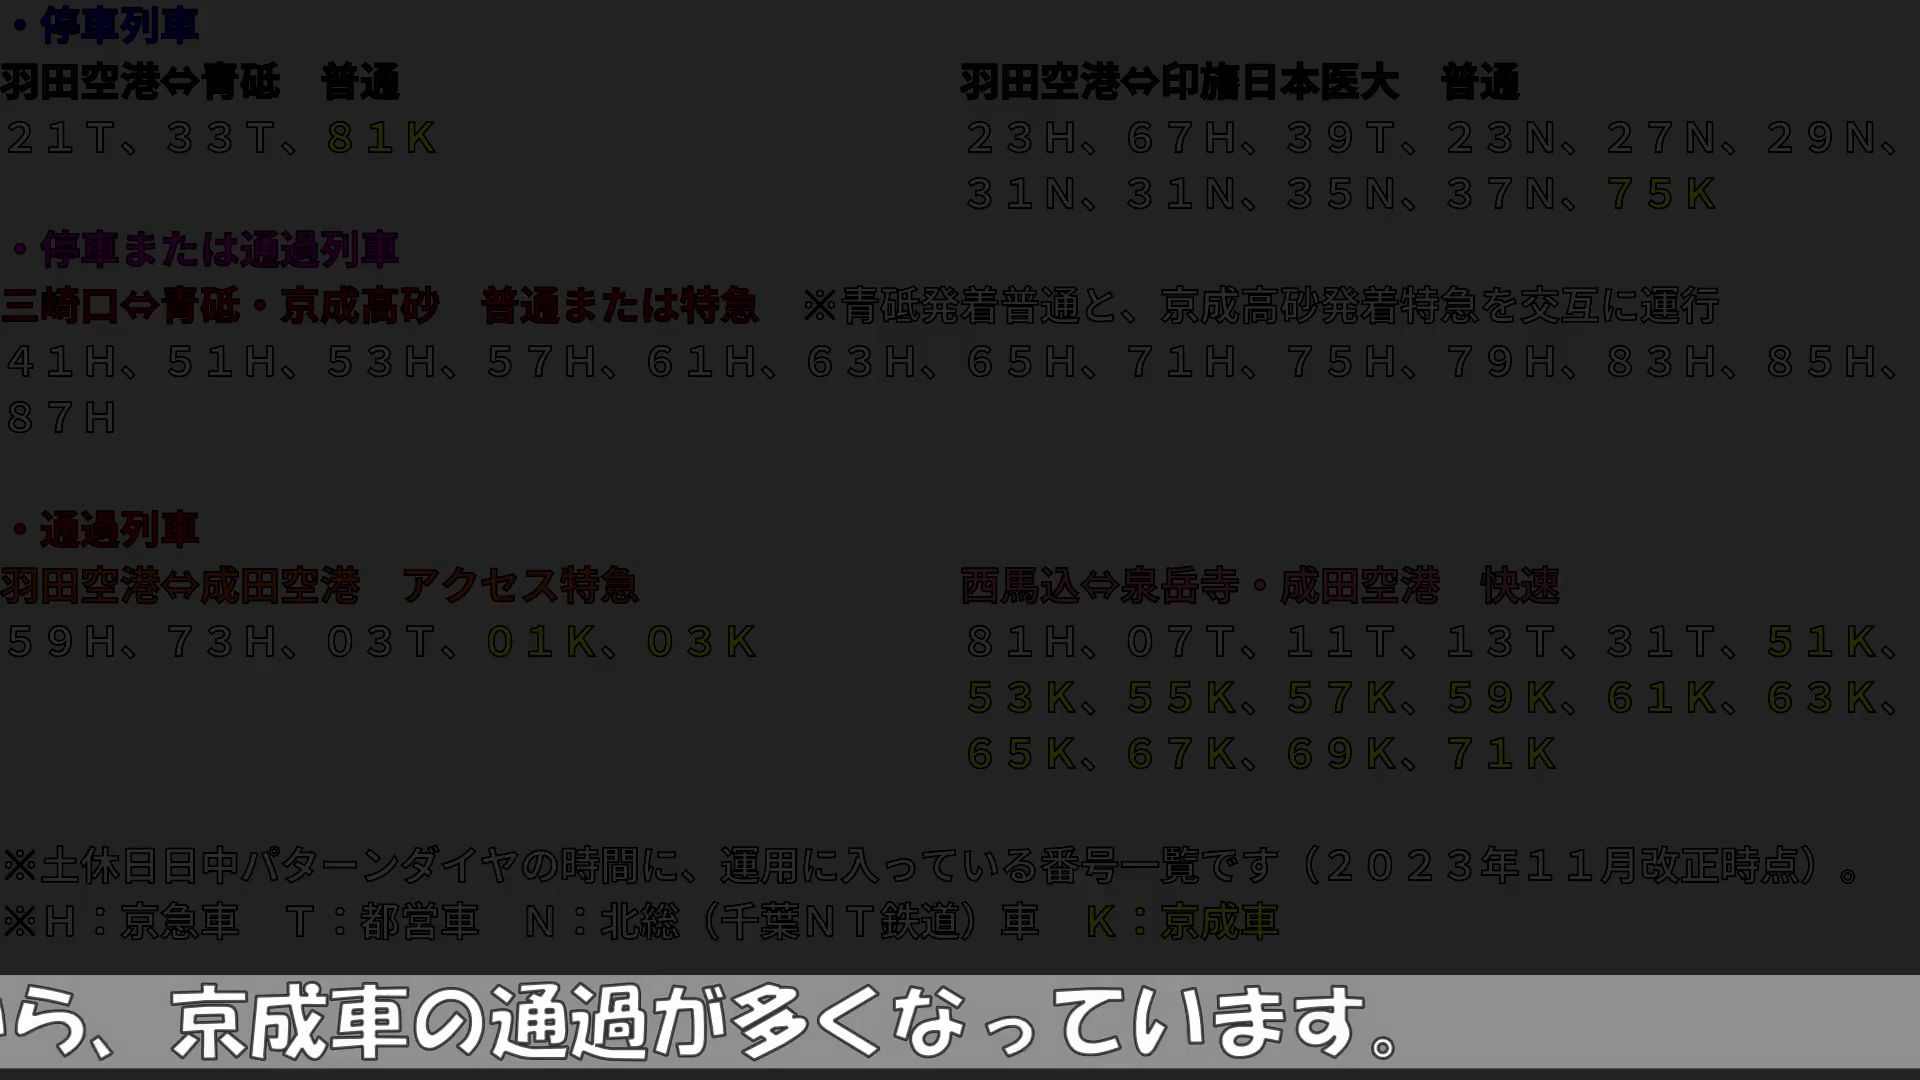 ・停車列車
羽田空港⇔青砥　普通
２１Ｔ、３３Ｔ、８１Ｋ
羽田空港⇔印旛日本医大　普通
２３Ｈ、６７Ｈ、３９Ｔ、２３Ｎ、２７Ｎ、２９Ｎ、
３１Ｎ、３１Ｎ、３５Ｎ、３７Ｎ、７５Ｋ
・停車または通過列車
三崎口⇔青砥・京成高砂　普通または特急　※青砥発着普通と、京成高砂発着特急を交互に運行
４１Ｈ、５１Ｈ、５３Ｈ、５７Ｈ、６１Ｈ、６３Ｈ、６５Ｈ、７１Ｈ、７５Ｈ、７９Ｈ、８３Ｈ、８５Ｈ、
８７Ｈ
・通過列車
羽田空港⇔成田空港　アクセス特急
５９Ｈ、７３Ｈ、０３Ｔ、０１Ｋ、０３Ｋ
西馬込⇔泉岳寺・成田空港　快速
８１Ｈ、０７Ｔ、１１Ｔ、１３Ｔ、３１Ｔ、５１Ｋ、
５３Ｋ、５５Ｋ、５７Ｋ、５９Ｋ、６１Ｋ、６３Ｋ、
６５Ｋ、６７Ｋ、６９Ｋ、７１Ｋ
※土休日日中パターンダイヤの時間に、運用に入っている番号一覧です（２０２３年１１月改正時点）。
※Ｈ：京急車　Ｔ：都営車　Ｎ：北総（千葉ＮＴ鉄道）車　Ｋ：京成車
ら、京成車の通過が多くなっています。